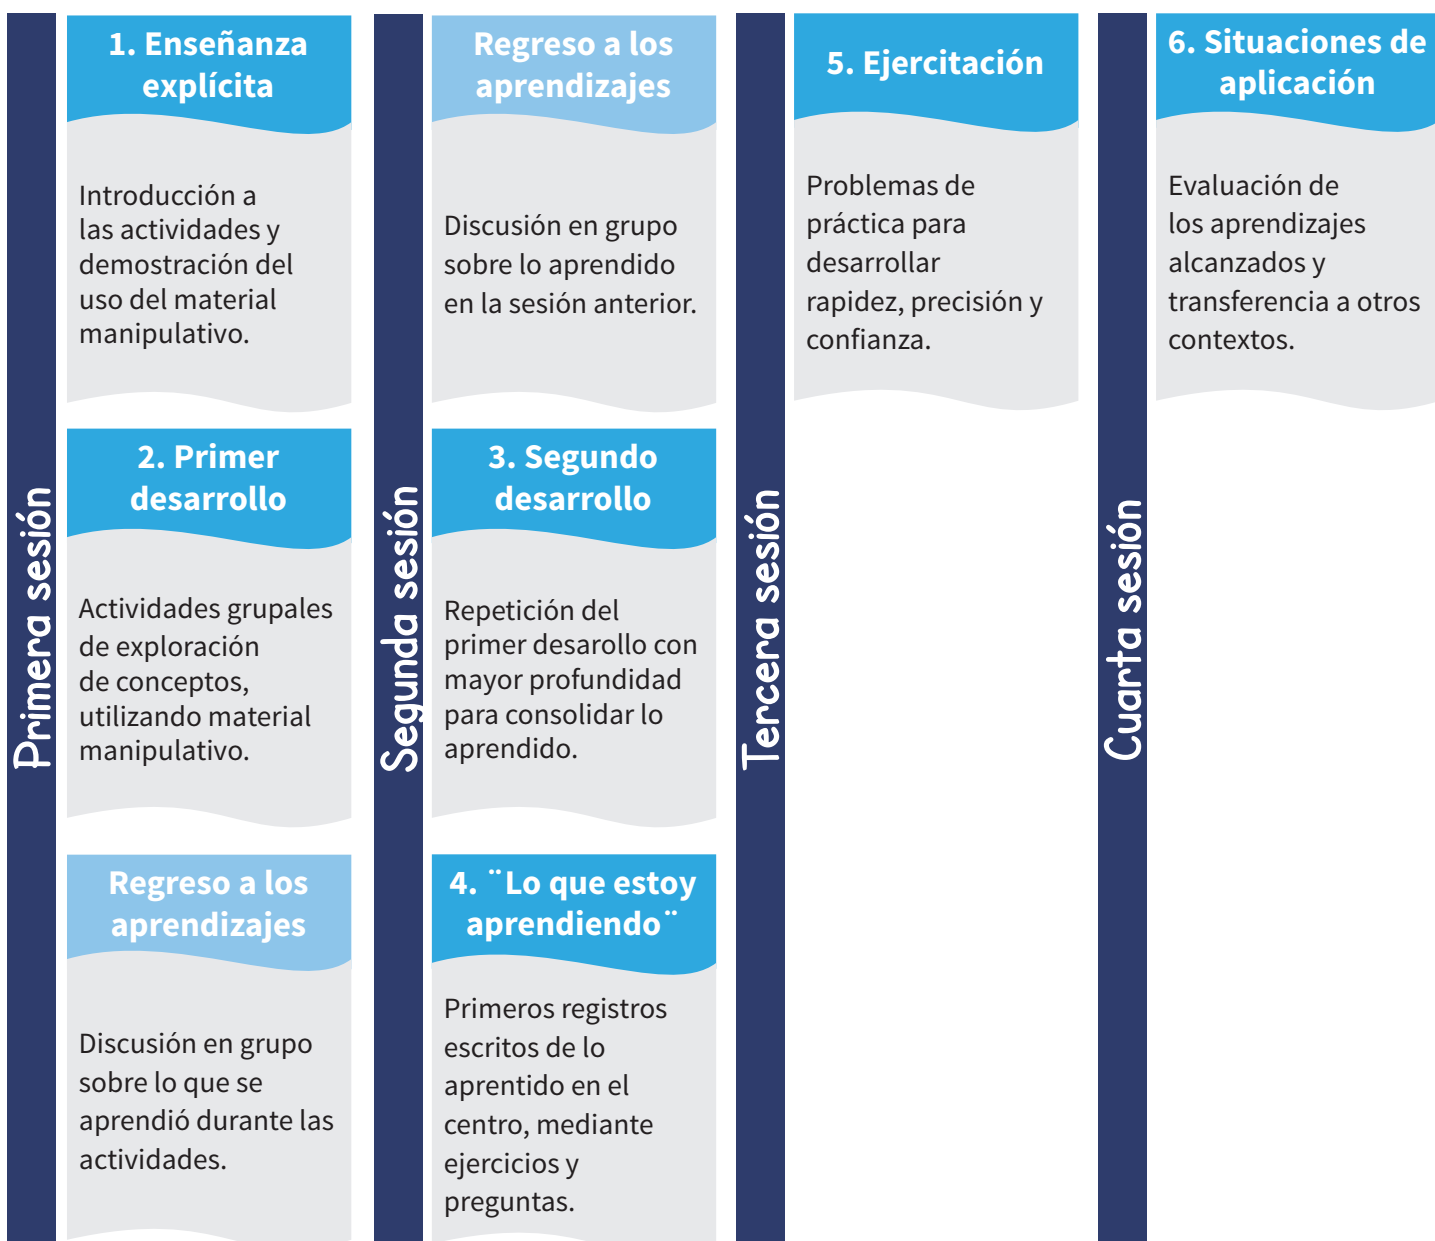 Primera sesión
1. Enseñanza
explícita
Introducción a
las actividades y
demostración del
uso del material
manipulativo.
2. Primer
desarrollo
Actividades grupales
de exploración
de conceptos,
utilizando material
manipulativo.
Regreso a los
aprendizajes
Discusión en grupo
sobre lo que se
aprendió durante las
actividades.
Segunda sesión
Regreso a los
aprendizajes
Discusión en grupo
sobre lo aprendido
en la sesión anterior.
3. Segundo
desarrollo
Repetición del
primer desarollo con
mayor profundidad
para consolidar lo
aprendido.
4. ¨Lo que estoy
aprendiendo¨
Primeros registros
escritos de lo
aprentido en el
centro, mediante
ejercicios y
preguntas.
Tercera sesión
5. Ejercitación
Problemas de
práctica para
desarrollar
rapidez, precisión y
confianza.
Cuarta sesión
6. Situaciones de
aplicación
Evaluación de
los aprendizajes
alcanzados y
transferencia a otros
contextos.